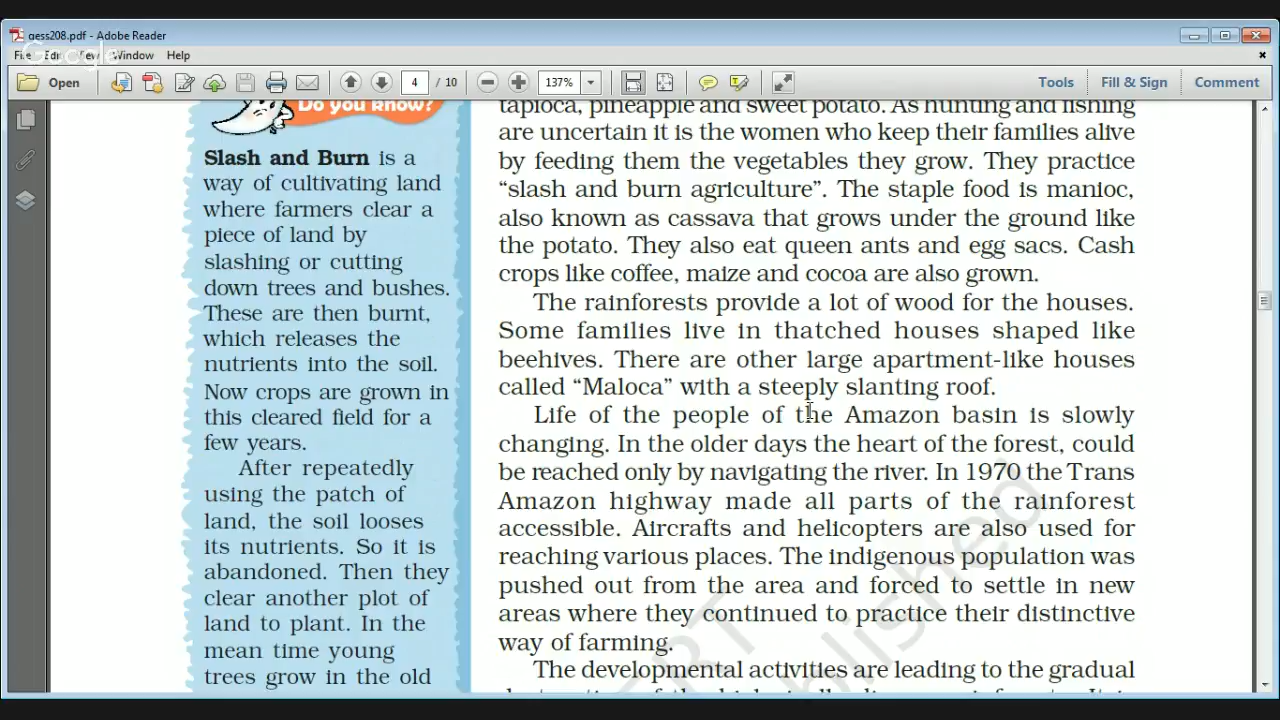 gess208.pdf - Adobe Reader
File Edit View Window Help
Google
Open 4 / 10 137% Tools Fill & Sign Comment
Do you know?
Slash and Burn is a
way of cultivating land
where farmers clear a
piece of land by
slashing or cutting
down trees and bushes.
These are then burnt,
which releases the
nutrients into the soil.
Now crops are grown in
this cleared field for a
few years.
After repeatedly
using the patch of
land, the soil looses
its nutrients. So it is
abandoned. Then they
clear another plot of
land to plant. In the
mean time young
trees grow in the old
tapioca, pineapple and sweet potato. As hunting and fishing
are uncertain it is the women who keep their families alive
by feeding them the vegetables they grow. They practice
“slash and burn agriculture”. The staple food is manioc,
also known as cassava that grows under the ground like
the potato. They also eat queen ants and egg sacs. Cash
crops like coffee, maize and cocoa are also grown.
The rainforests provide a lot of wood for the houses.
Some families live in thatched houses shaped like
beehives. There are other large apartment-like houses
called “Maloca” with a steeply slanting roof.
Life of the people of the Amazon basin is slowly
changing. In the older days the heart of the forest, could
be reached only by navigating the river. In 1970 the Trans
Amazon highway made all parts of the rainforest
accessible. Aircrafts and helicopters are also used for
reaching various places. The indigenous population was
pushed out from the area and forced to settle in new
areas where they continued to practice their distinctive
way of farming.
The developmental activities are leading to the gradual